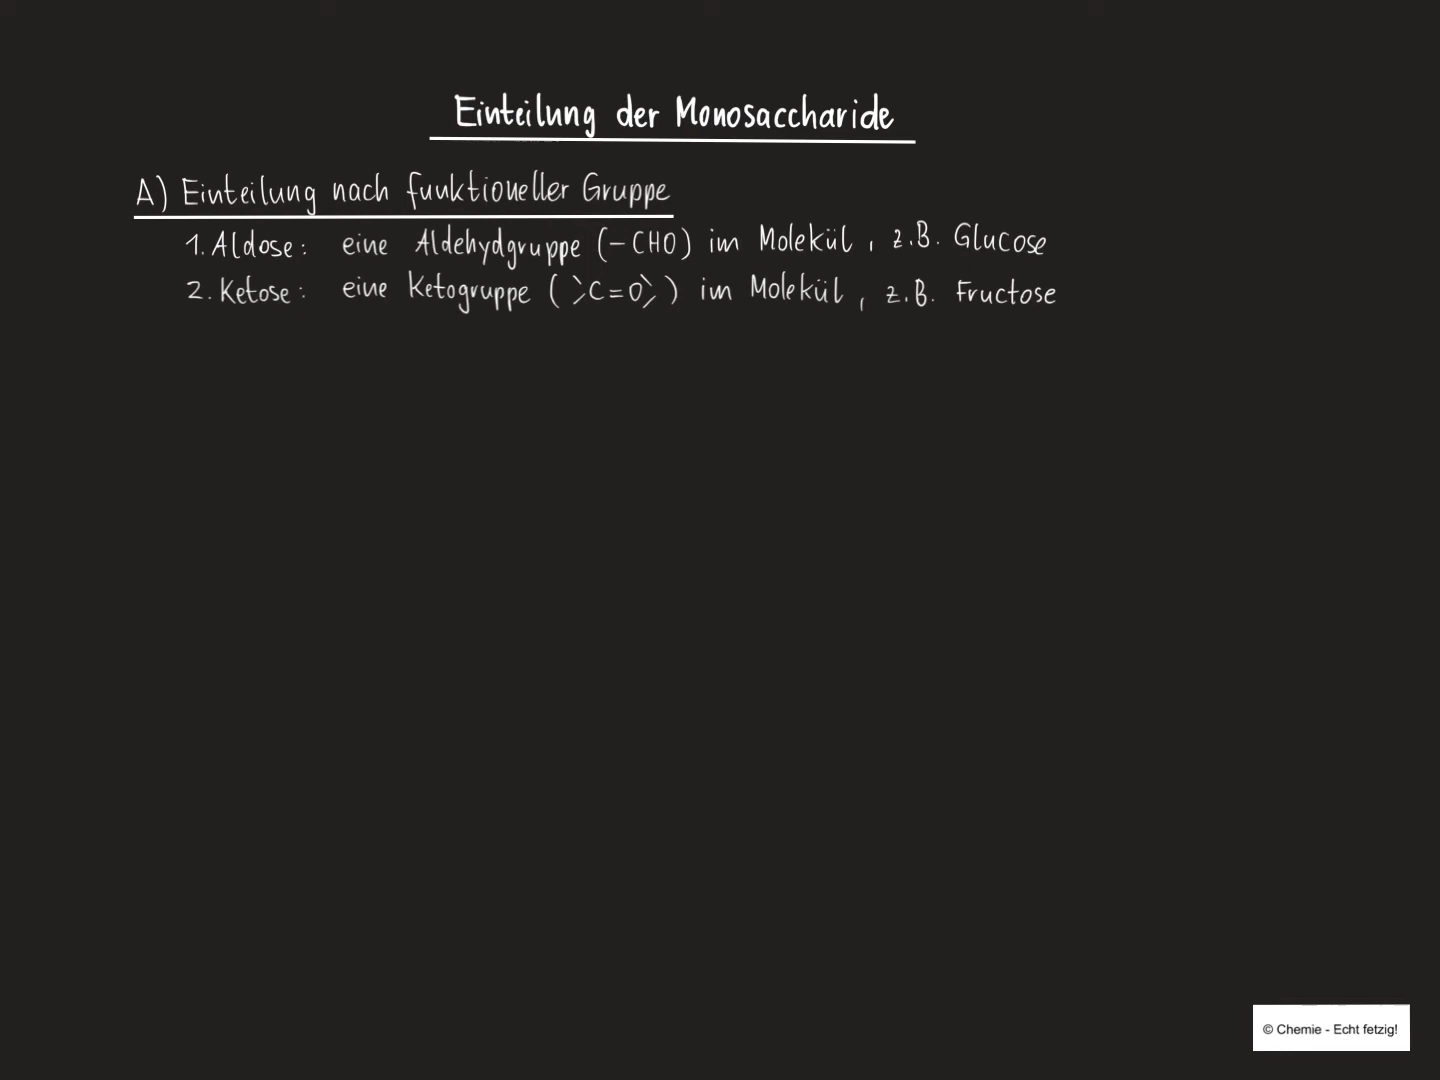 Einteilung der Monosaccharide
A) Einteilung nach funktioneller Gruppe
1. Aldose: eine Aldehydgruppe (-CHO) im Molekül, z.B. Glucose
2. Ketose: eine Ketogruppe (>C=O>) im Molekül, z.B. Fructose
© Chemie - Echt fetzig!